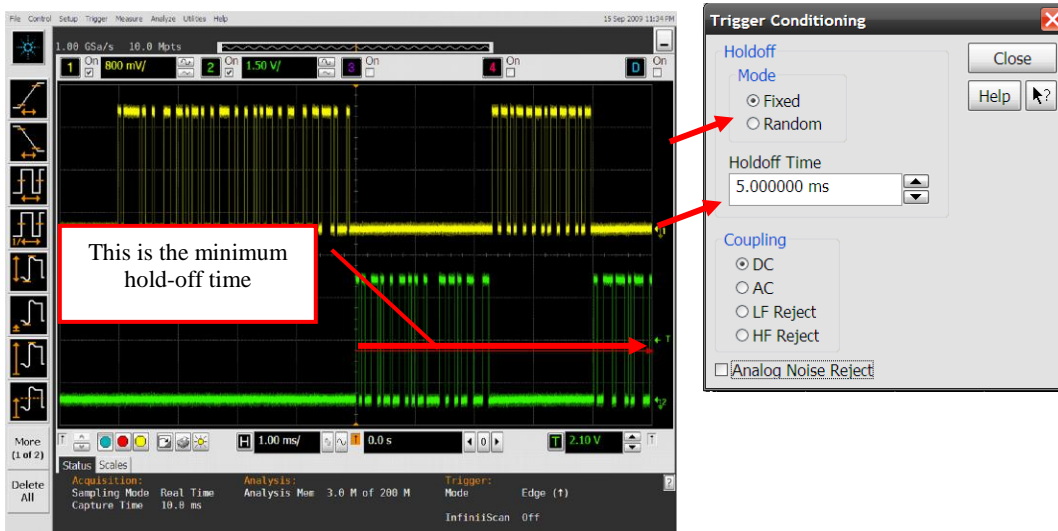 File Control Setup Trigger Measure Analyze Utilities Help 15 Sep 2009 11:34 PM
1.00 GSa/s 10.0 Mpts
1 On 800 mV/ 2 On 1.50 V/ 3 On 4 On D On
This is the minimum
hold-off time
T
1
2
More
(1 of 2)
Delete
All
H 1.00 ms/ 0.0 s 0 T 2.10 V
Status Scales
Acquisition:
Sampling Mode Real Time
Capture Time 10.0 ms
Analysis:
Analysis Mem 3.0 M of 200 M
Trigger:
Mode Edge (↑)
InfiniiScan Off
Trigger Conditioning
Holdoff
Mode
Fixed
Random
Holdoff Time
5.000000 ms
Coupling
DC
AC
LF Reject
HF Reject
Analog Noise Reject
Close
Help